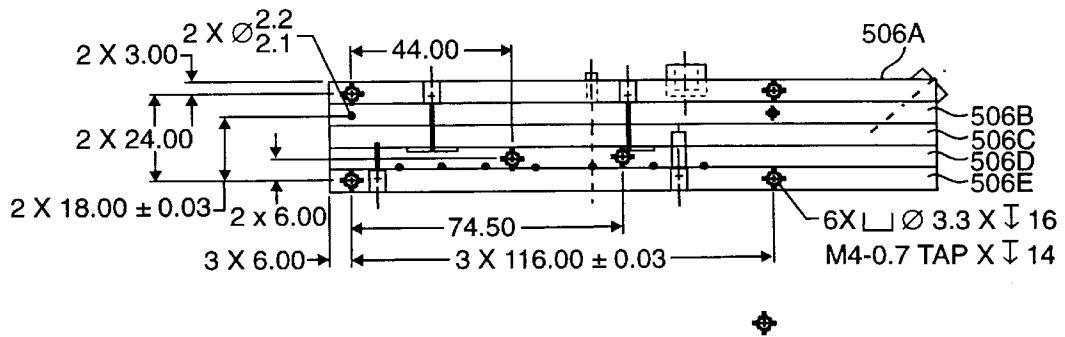 2 X ∅2.2
2.1
44.00
506A
2 X 3.00
2 X 24.00
506B
506C
506D
506E
2 X 18.00 ± 0.03
2 x 6.00
74.50
6X ⌴ ∅ 3.3 X ↧ 16
3 X 6.00
3 X 116.00 ± 0.03
M4-0.7 TAP X ↧ 14